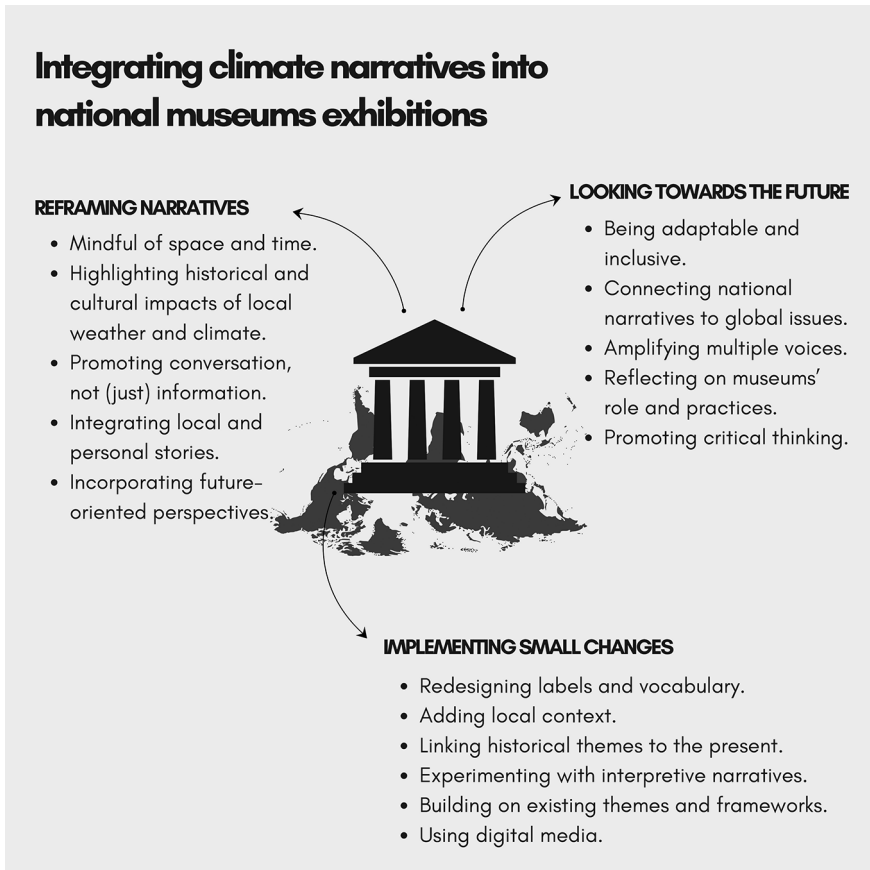 Integrating climate narratives into
national museums exhibitions
REFRAMING NARRATIVES
• Mindful of space and time.
• Highlighting historical and
cultural impacts of local
weather and climate.
• Promoting conversation,
not (just) information.
• Integrating local and
personal stories.
• Incorporating future-
oriented perspectives.
LOOKING TOWARDS THE FUTURE
• Being adaptable and
inclusive.
• Connecting national
narratives to global issues.
• Amplifying multiple voices.
• Reflecting on museums’
role and practices.
• Promoting critical thinking.
IMPLEMENTING SMALL CHANGES
• Redesigning labels and vocabulary.
• Adding local context.
• Linking historical themes to the present.
• Experimenting with interpretive narratives.
• Building on existing themes and frameworks.
• Using digital media.